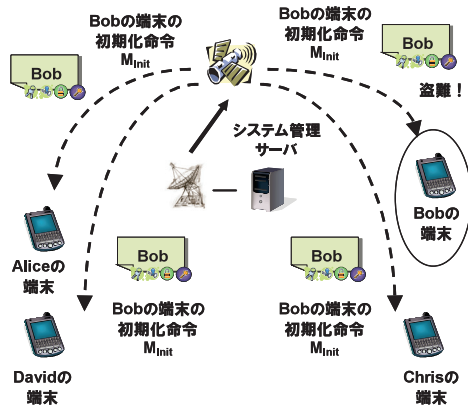 Bobの端末の
初期化命令
MInit
Bob
Bobの端末の
初期化命令
MInit
Bob
盗難！
システム管理
サーバ
Bobの
端末
Aliceの
端末
Bob
Bobの端末の
初期化命令
MInit
Bob
Bobの端末の
初期化命令
MInit
Davidの
端末
Chrisの
端末